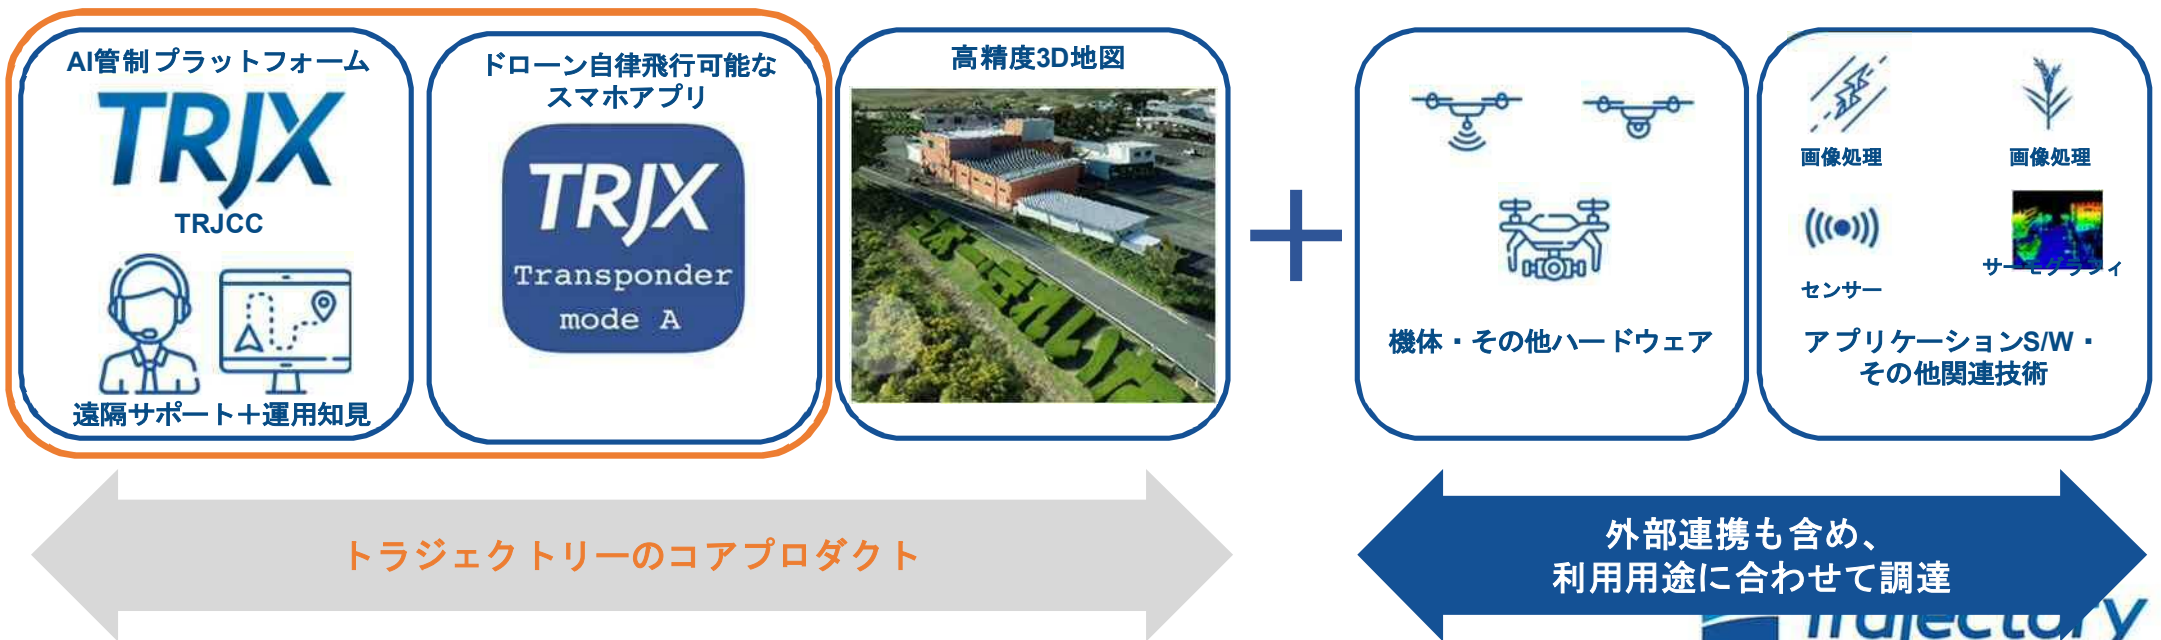 AI管制プラットフォーム
TRJX
TRJCC
遠隔サポート＋運用知見
ドローン自律飛行可能な
スマホアプリ
TRJX
Transponder
mode A
高精度3D地図
機体・その他ハードウェア
画像処理
画像処理
センサー
サーモグラフィ
アプリケーションS/W・
その他関連技術
トラジェクトリーのコアプロダクト
外部連携も含め、
利用用途に合わせて調達
Trajectory